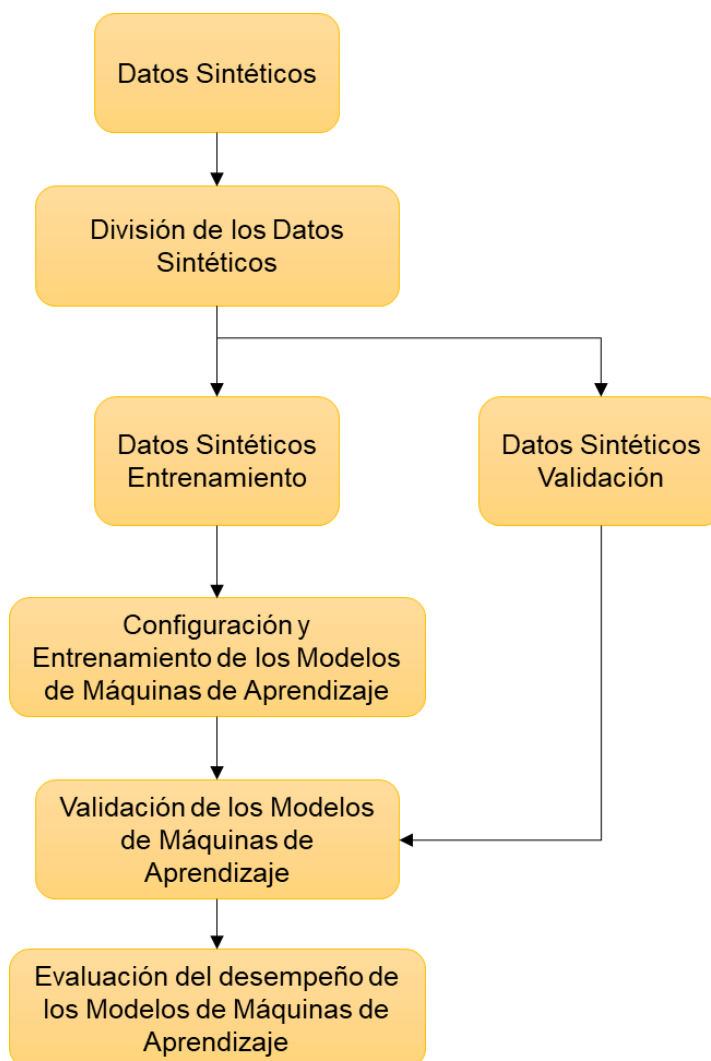 Datos Sintéticos
División de los Datos
Sintéticos
Datos Sintéticos
Entrenamiento
Datos Sintéticos
Validación
Configuración y
Entrenamiento de los Modelos
de Máquinas de Aprendizaje
Validación de los Modelos
de Máquinas de
Aprendizaje
Evaluación del desempeño de
los Modelos de Máquinas de
Aprendizaje